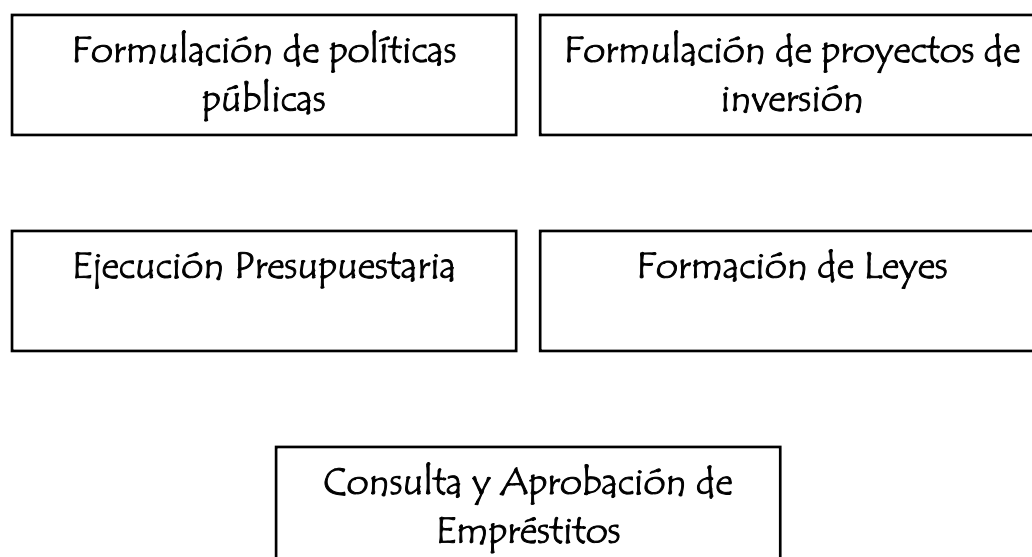 Formulación de políticas
públicas
Formulación de proyectos de
inversión
Ejecución Presupuestaria
Formación de Leyes
Consulta y Aprobación de
Empréstitos